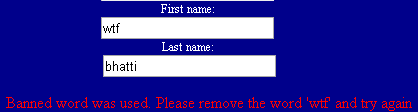 First name:
wtf
Last name:
bhatti
Banned word was used. Please remove the word 'wtf' and try again